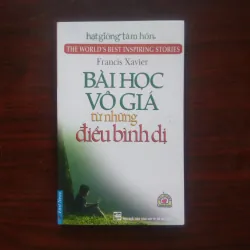 hạt giống tâm hồn
THE WORLD'S BEST INSPIRING STORIES
Francis Xavier
BÀI HỌC
VÔ GIÁ
từ những
điều bình dị